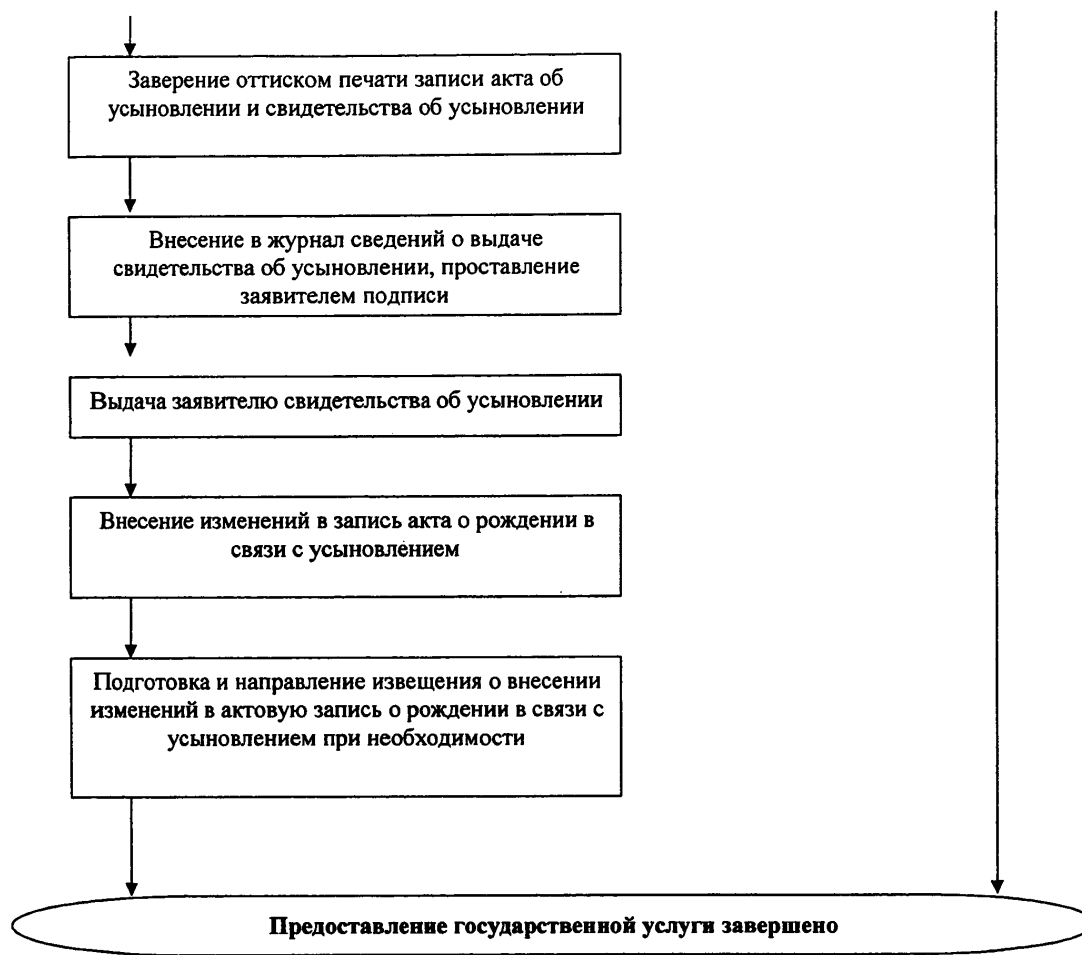 Заверение оттиском печати записи акта об
усыновлении и свидетельства об усыновлении
Внесение в журнал сведений о выдаче
свидетельства об усыновлении, проставление
заявителем подписи
Выдача заявителю свидетельства об усыновлении
Внесение изменений в запись акта о рождении в
связи с усыновлением
Подготовка и направление извещения о внесении
изменений в актовую запись о рождении в связи с
усыновлением при необходимости
Предоставление государственной услуги завершено